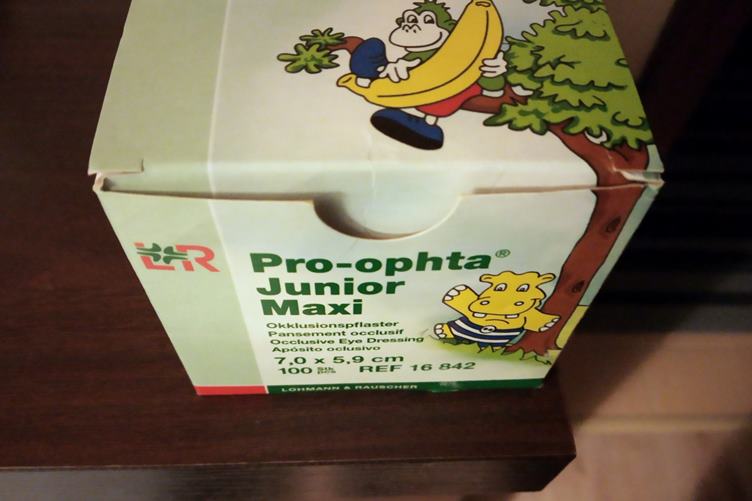 L&R
Pro-ophta®
Junior
Maxi
Okklusionspflaster
Pansement occlusif
Occlusive Eye Dressing
Apósito oclusivo
7,0 x 5,9 cm
100 Stk pcs REF 16 842
LOHMANN & RAUSCHER